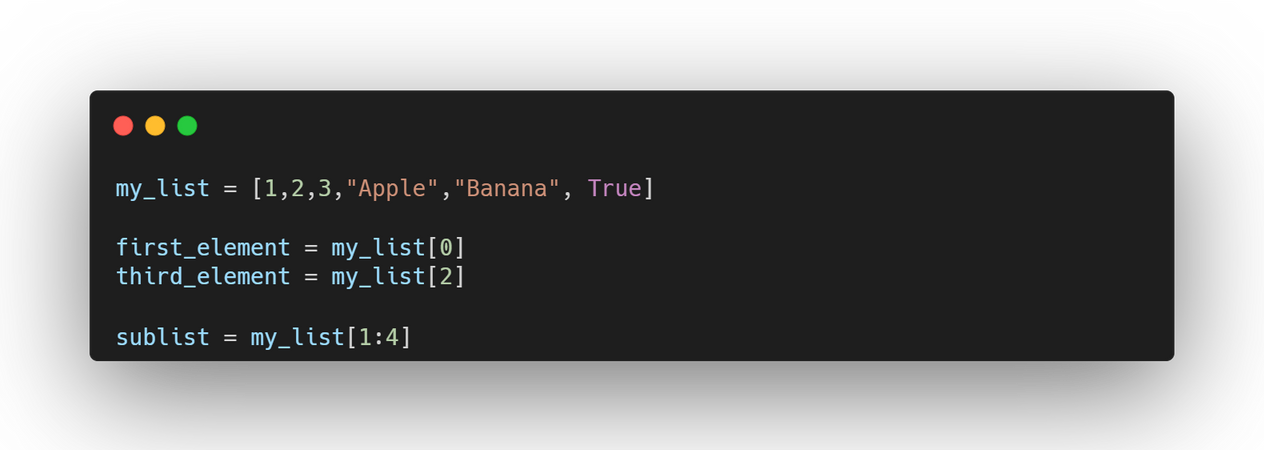 my_list = [1,2,3,"Apple","Banana", True]
first_element = my_list[0]
third_element = my_list[2]
sublist = my_list[1:4]